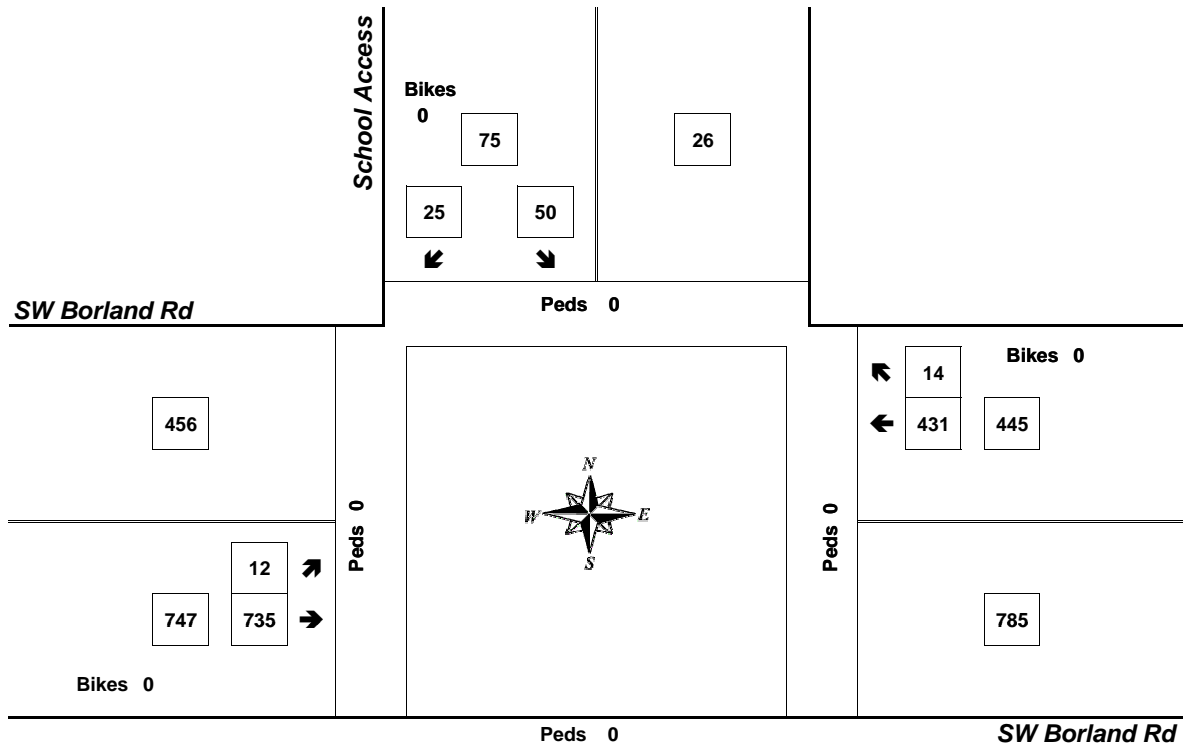 School Access
Bikes
0
75
26
25
50
Peds 0
SW Borland Rd
Bikes 0
14
456
431
445
N
W
E
S
Peds 0
Peds 0
12
747
735
785
Bikes 0
Peds 0
SW Borland Rd